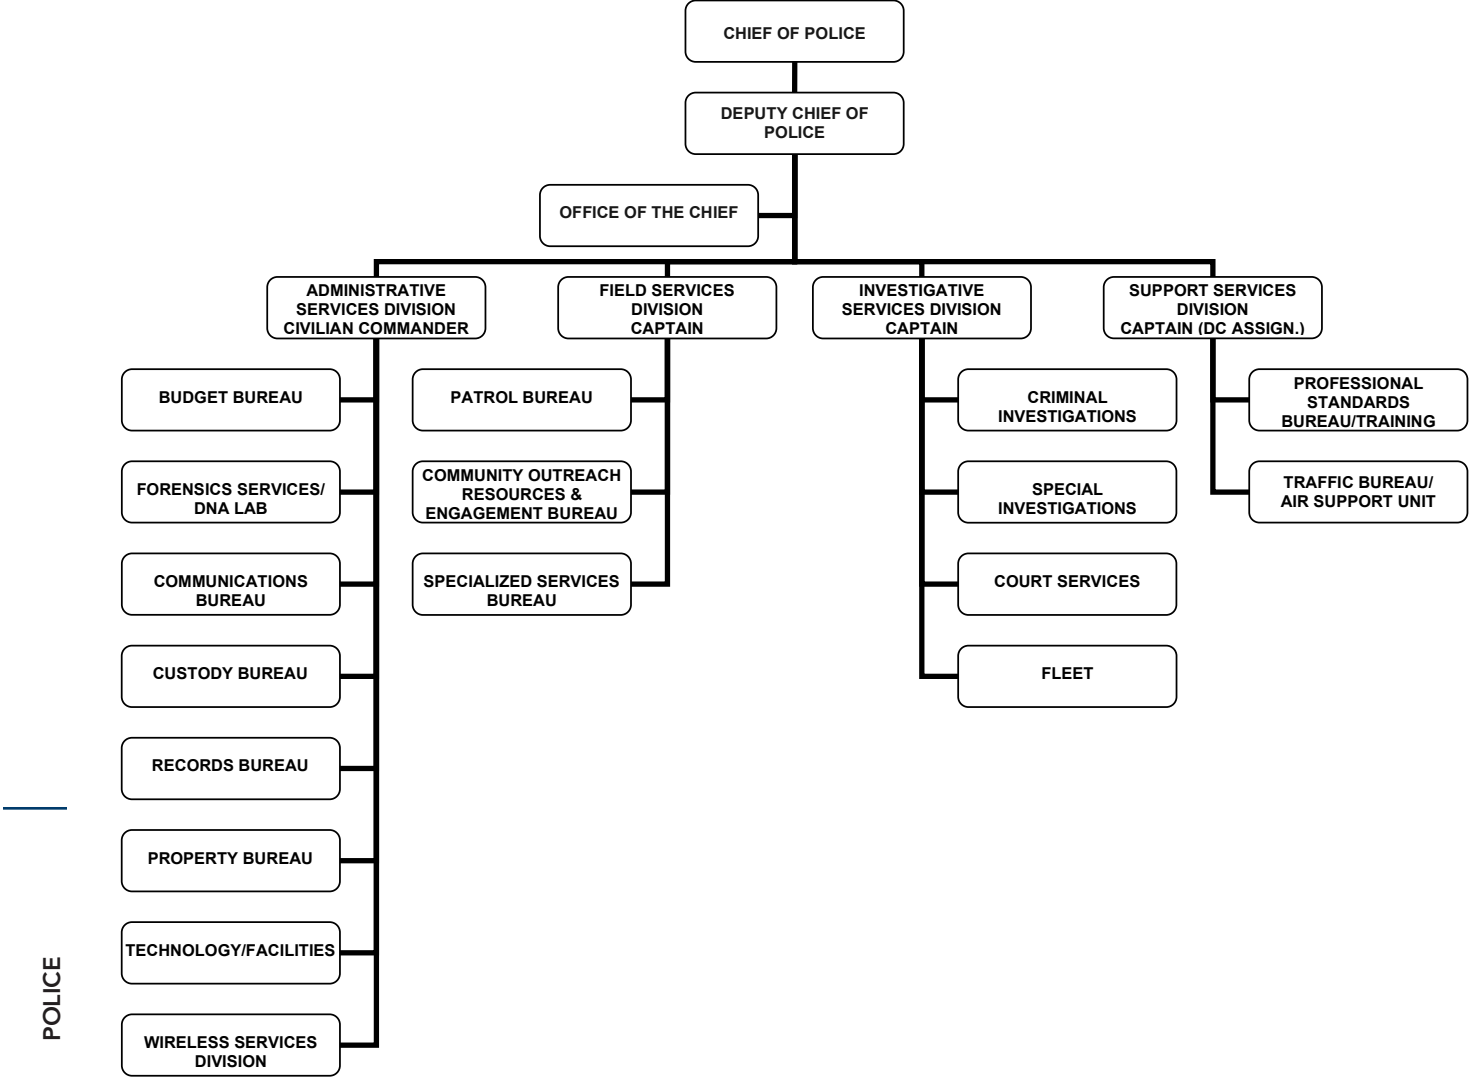 CHIEF OF POLICE
DEPUTY CHIEF OF
POLICE
OFFICE OF THE CHIEF
ADMINISTRATIVE
SERVICES DIVISION
CIVILIAN COMMANDER
FIELD SERVICES
DIVISION
CAPTAIN
INVESTIGATIVE
SERVICES DIVISION
CAPTAIN
SUPPORT SERVICES
DIVISION
CAPTAIN (DC ASSIGN.)
BUDGET BUREAU
FORENSICS SERVICES/
DNA LAB
COMMUNICATIONS
BUREAU
CUSTODY BUREAU
RECORDS BUREAU
PROPERTY BUREAU
TECHNOLOGY/FACILITIES
WIRELESS SERVICES
DIVISION
PATROL BUREAU
COMMUNITY OUTREACH
RESOURCES &
ENGAGEMENT BUREAU
SPECIALIZED SERVICES
BUREAU
CRIMINAL
INVESTIGATIONS
SPECIAL
INVESTIGATIONS
COURT SERVICES
FLEET
PROFESSIONAL
STANDARDS
BUREAU/TRAINING
TRAFFIC BUREAU/
AIR SUPPORT UNIT
POLICE